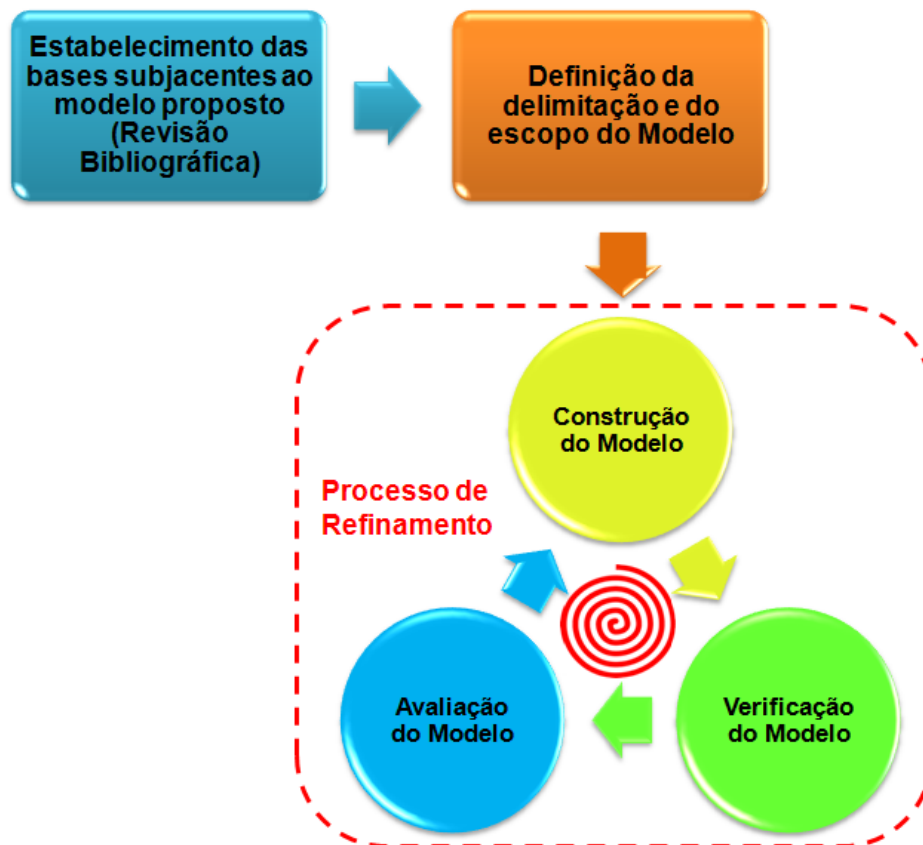 Estabelecimento das
bases subjacentes ao
modelo proposto
(Revisão
Bibliográfica)
Definição da
delimitação e do
escopo do Modelo
Construção
do Modelo
Processo de
Refinamento
Avaliação
do Modelo
Verificação
do Modelo